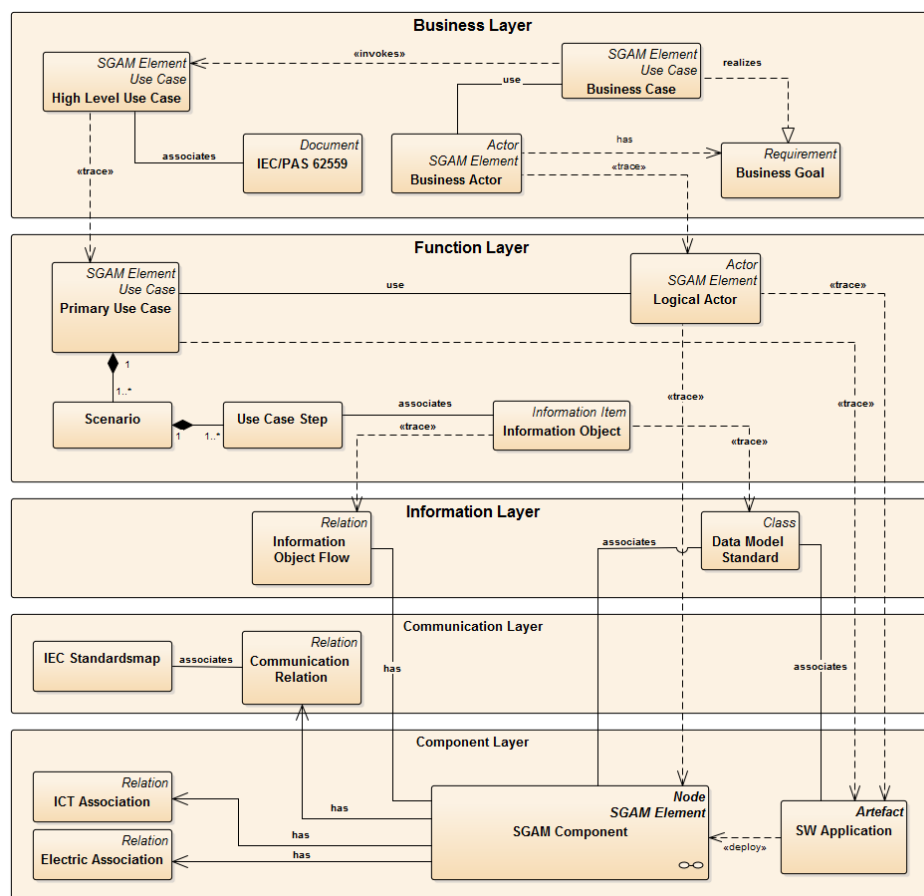 Business Layer
SGAM Element
Use Case
High Level Use Case
«invokes»
SGAM Element
Use Case
Business Case
realizes
use
associates
Document
IEC/PAS 62559
Actor
SGAM Element
Business Actor
has
«trace»
Requirement
Business Goal
«trace»
Function Layer
SGAM Element
Use Case
Primary Use Case
use
Actor
SGAM Element
Logical Actor
«trace»
1
1..*
Scenario
1
1..*
Use Case Step
associates
«trace»
Information Item
Information Object
«trace»
«trace»
«trace»
Information Layer
Relation
Information
Object Flow
associates
Class
Data Model
Standard
Communication Layer
IEC Standardsmap
associates
Relation
Communication
Relation
has
associates
Component Layer
Relation
ICT Association
has
has
Relation
Electric Association
has
Node
SGAM Element
SGAM Component
«deploy»
Artefact
SW Application